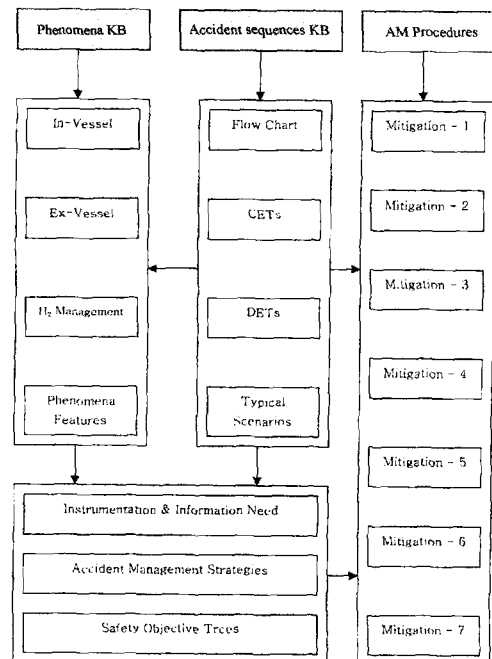 Phenomena KB
Accident sequences KB
AM Procedures
In-Vessel
Ex-Vessel
H₂ Management
Phenomena
Features
Flow Chart
CETs
DETs
Typical
Scenarios
Mitigation - 1
Mitigation - 2
Mitigation - 3
Mitigation - 4
Mitigation - 5
Mitigation - 6
Mitigation - 7
Instrumentation & Information Need
Accident Management Strategies
Safety Objective Trees